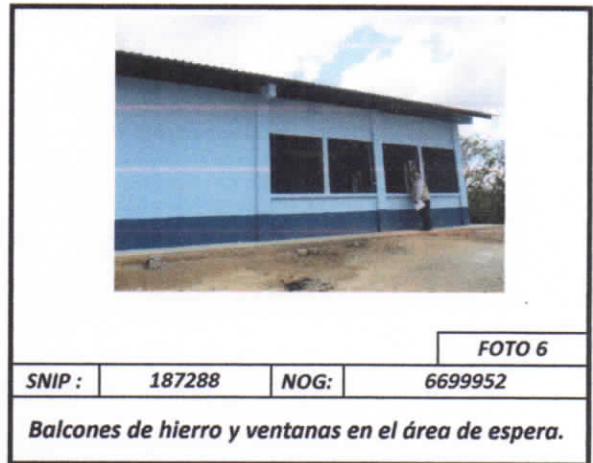 FOTO 6
SNIP : 187288 NOG: 6699952
Balcones de hierro y ventanas en el área de espera.